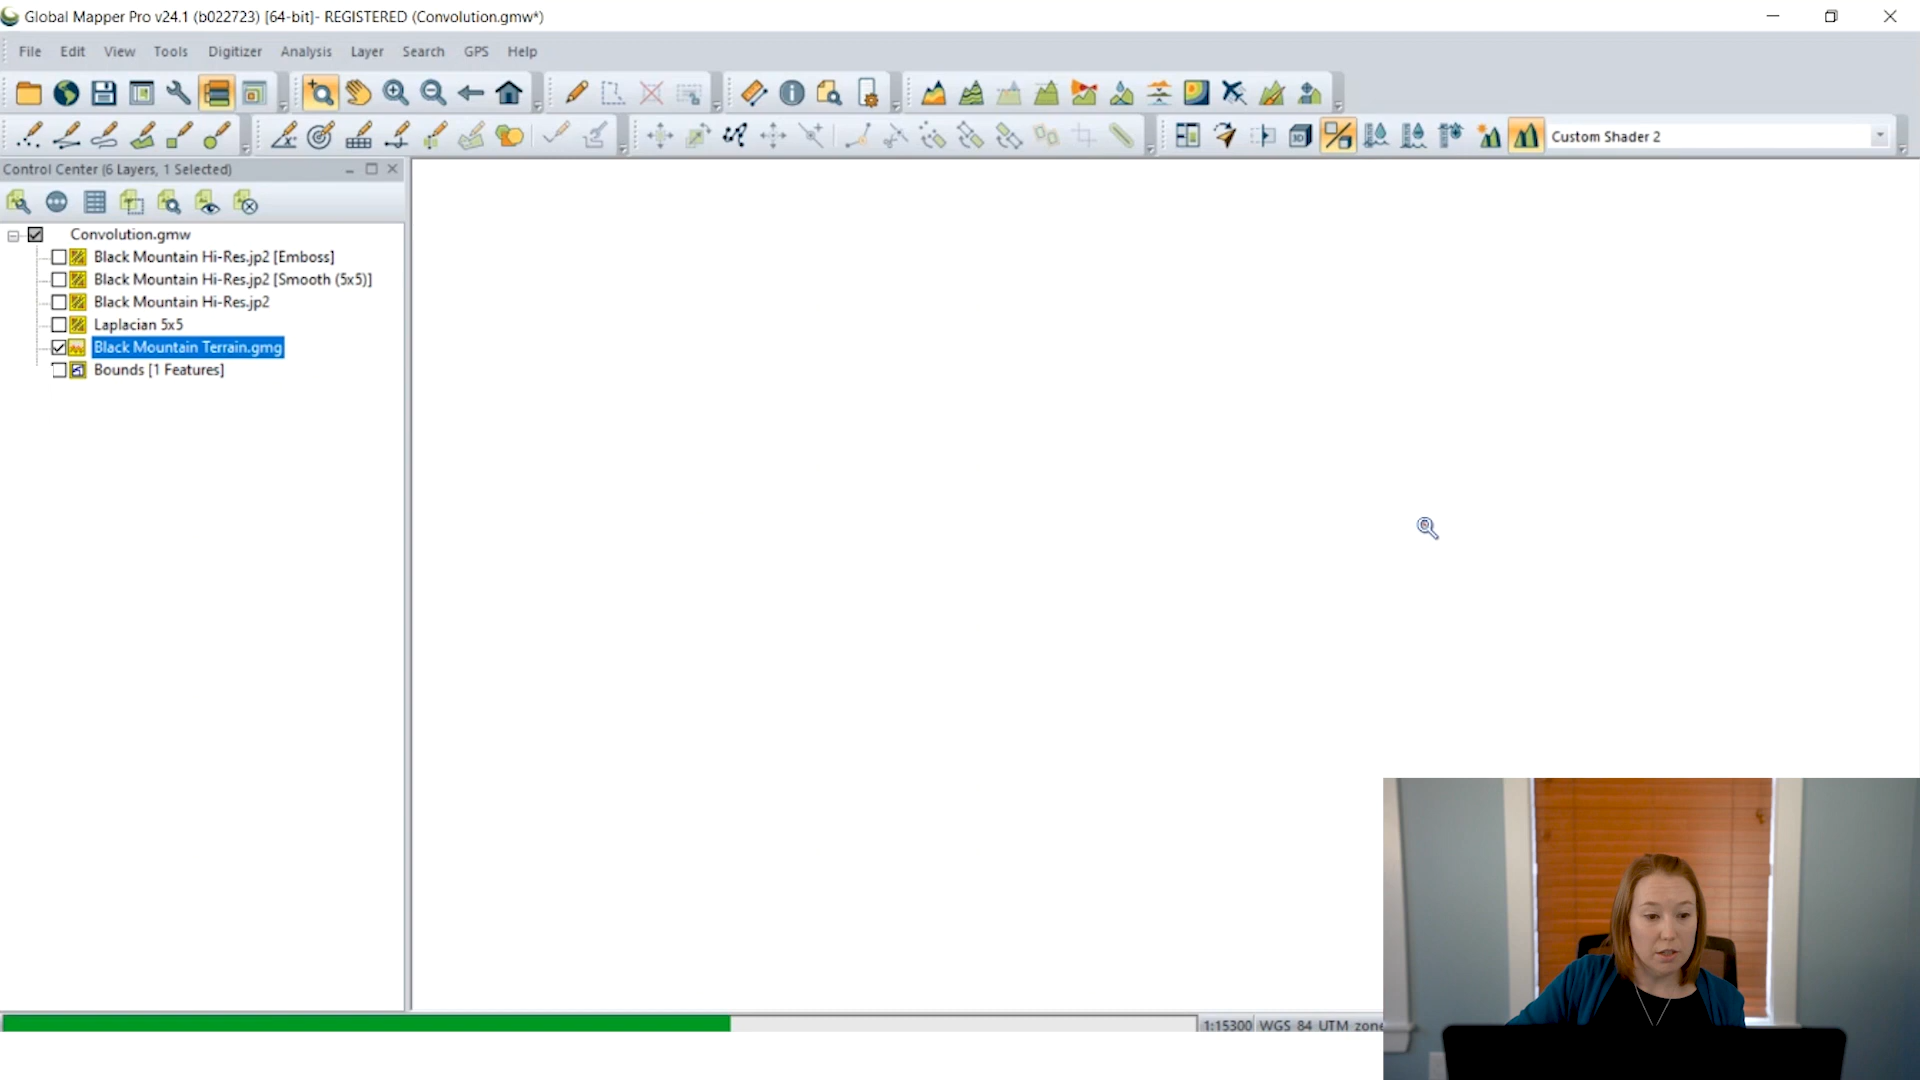 Global Mapper Pro v24.1 (b022723) [64-bit]- REGISTERED (Convolution.gmw*)
File Edit View Tools Digitizer Analysis Layer Search GPS Help
Custom Shader 2
Control Center (6 Layers, 1 Selected)
Convolution.gmw
Black Mountain Hi-Res.jp2 [Emboss]
Black Mountain Hi-Res.jp2 [Smooth (5x5)]
Black Mountain Hi-Res.jp2
Laplacian 5x5
Black Mountain Terrain.gmg
Bounds [1 Features]
1:15300 WGS 84 UTM zone